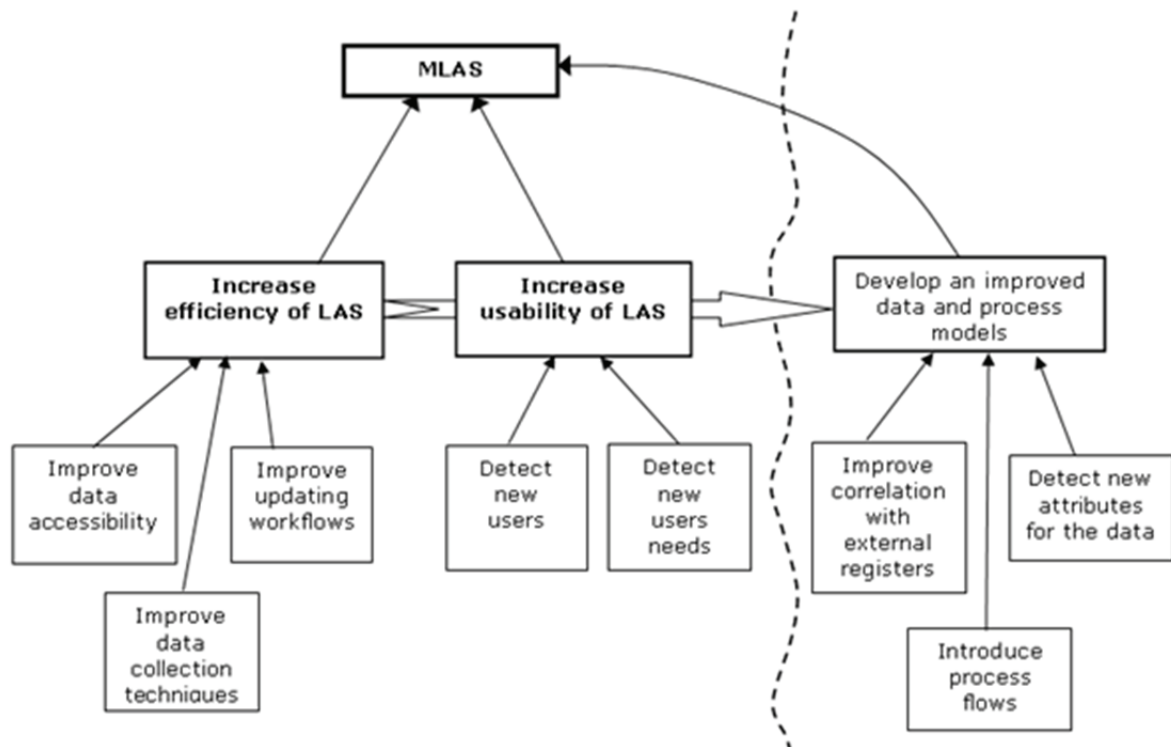 MLAS
Increase
efficiency of LAS
Increase
usability of LAS
Develop an improved
data and process
models
Improve
data
accessibility
Improve
updating
workflows
Detect
new
users
Detect
new
users
needs
Improve
correlation
with
external
registers
Detect new
attributes
for the data
Improve
data
collection
techniques
Introduce
process
flows